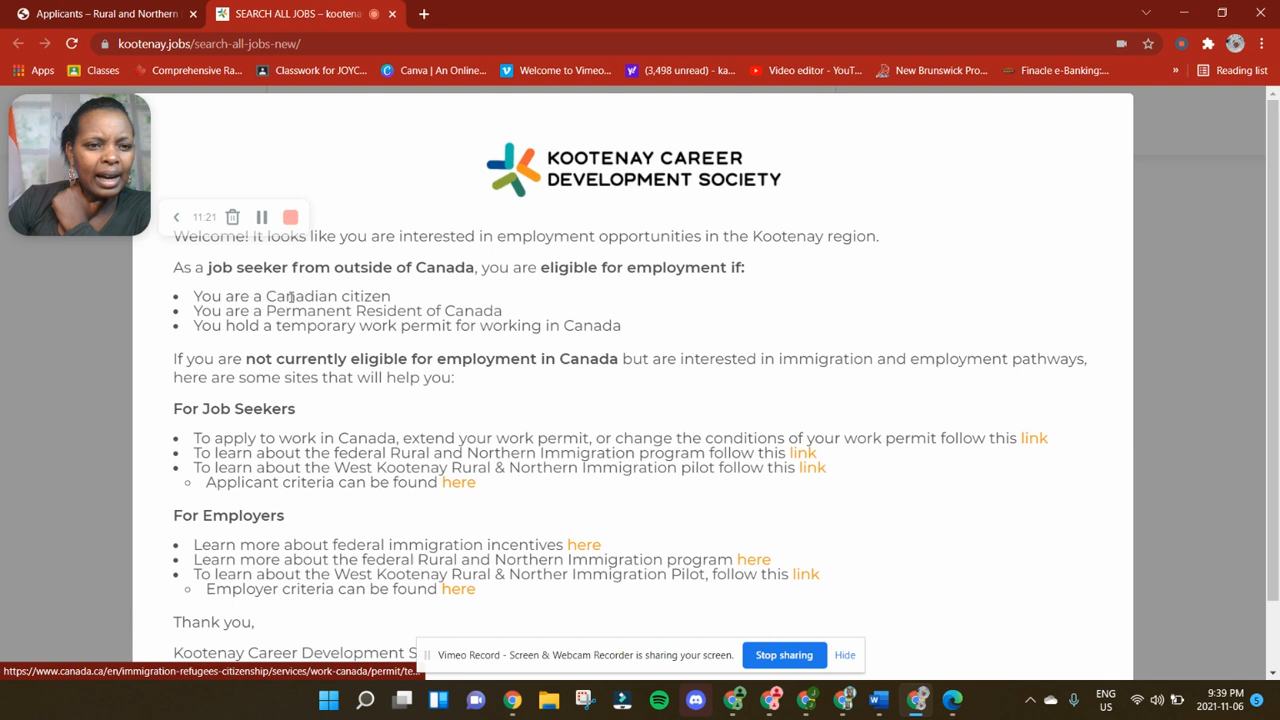 Applicants – Rural and Northern
SEARCH ALL JOBS – kootena
kootenay.jobs/search-all-jobs-new/
Apps
Classes
Comprehensive Ra...
Classwork for JOYC...
Canva | An Online...
Welcome to Vimeo...
(3,498 unread) - ka...
Video editor - YouT...
New Brunswick Pro...
Finacle e-Banking:...
»
Reading list
KOOTENAY CAREER
DEVELOPMENT SOCIETY
11:21
Welcome! It looks like you are interested in employment opportunities in the Kootenay region.
As a job seeker from outside of Canada, you are eligible for employment if:
• You are a Canadian citizen
• You are a Permanent Resident of Canada
• You hold a temporary work permit for working in Canada
If you are not currently eligible for employment in Canada but are interested in immigration and employment pathways,
here are some sites that will help you:
For Job Seekers
• To apply to work in Canada, extend your work permit, or change the conditions of your work permit follow this link
• To learn about the federal Rural and Northern Immigration program follow this link
• To learn about the West Kootenay Rural & Northern Immigration pilot follow this link
◦ Applicant criteria can be found here
For Employers
• Learn more about federal immigration incentives here
• Learn more about the federal Rural and Northern Immigration program here
• To learn about the West Kootenay Rural & Norther Immigration Pilot, follow this link
◦ Employer criteria can be found here
Thank you,
Kootenay Career Development S
Vimeo Record - Screen & Webcam Recorder is sharing your screen.
Stop sharing
Hide
https://www.canada.ca/en/immigration-refugees-citizenship/services/work-canada/permit/te...
ENG
US
9:39 PM
2021-11-06
5